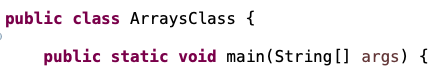 public class ArraysClass {
public static void main(String[] args) {